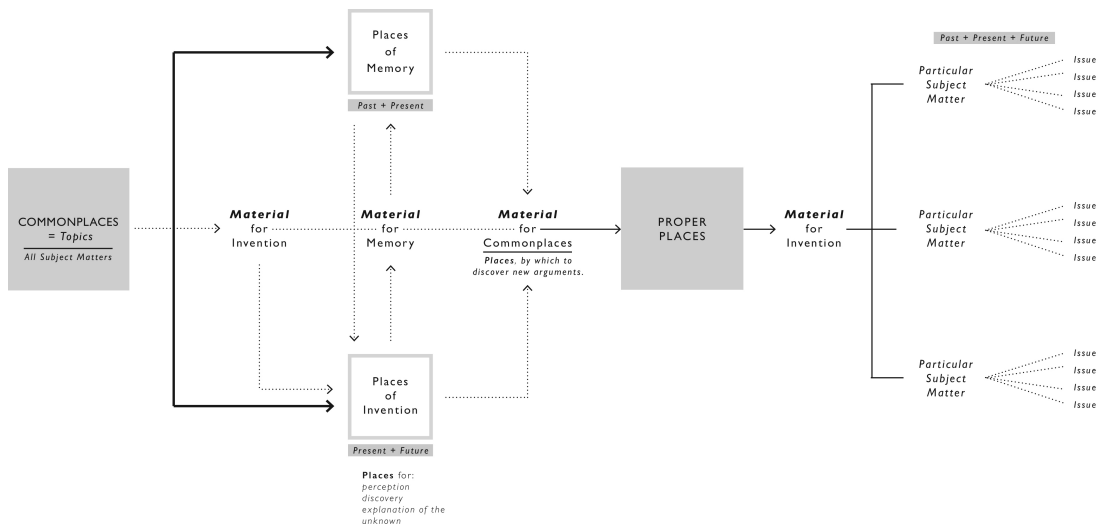 COMMONPLACES
= Topics
All Subject Matters
Material
for
Invention
Places
of
Memory
Past + Present
Material
for
Memory
Places
of
Invention
Present + Future
Places for:
perception
discovery
explanation of the
unknown
Material
for
Commonplaces
Places, by which to
discover new arguments.
PROPER
PLACES
Material
for
Invention
Past + Present + Future
Particular
Subject
Matter
Issue
Issue
Issue
Issue
Particular
Subject
Matter
Issue
Issue
Issue
Issue
Particular
Subject
Matter
Issue
Issue
Issue
Issue